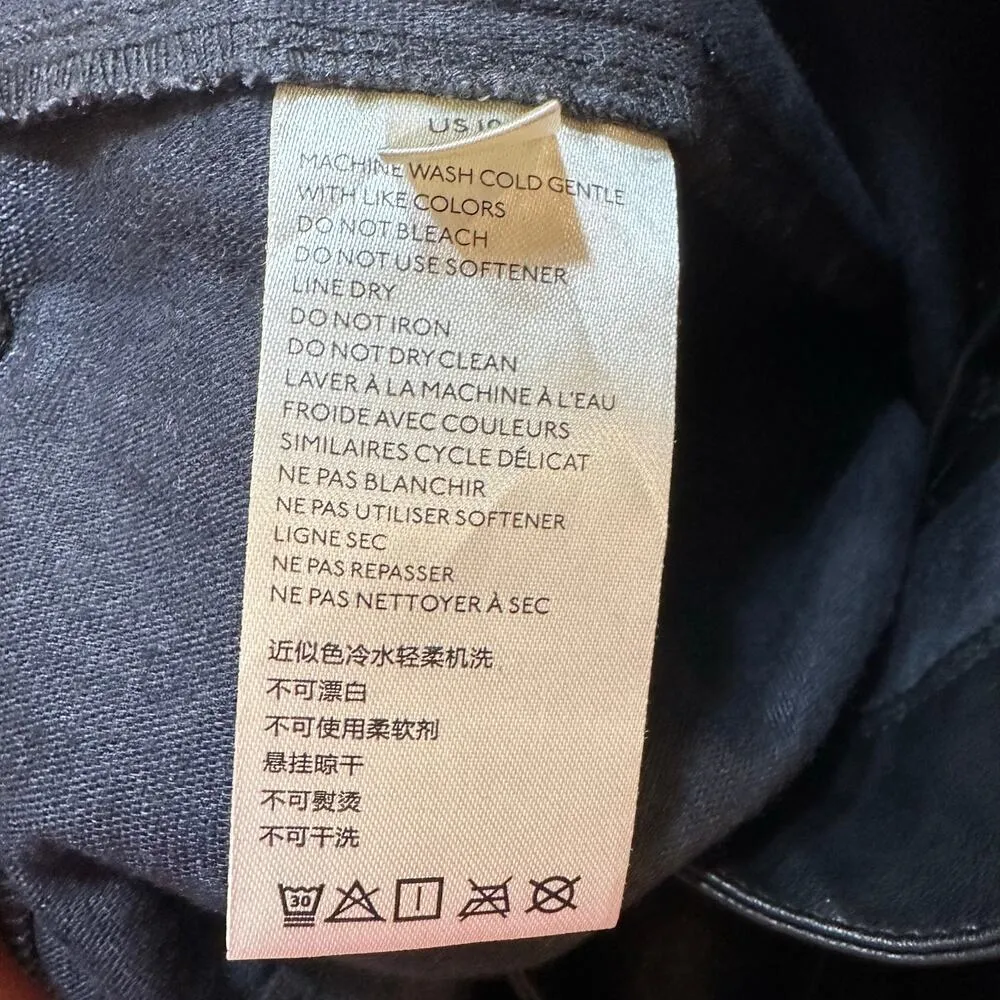 US
MACHINE WASH COLD GENTLE
WITH LIKE COLORS
DO NOT BLEACH
DO NOT USE SOFTENER
LINE DRY
DO NOT IRON
DO NOT DRY CLEAN
LAVER À LA MACHINE À L'EAU
FROIDE AVEC COULEURS
SIMILAIRES CYCLE DÉLICAT
NE PAS BLANCHIR
NE PAS UTILISER SOFTENER
LIGNE SEC
NE PAS REPASSER
NE PAS NETTOYER À SEC
近似色冷水轻柔机洗
不可漂白
不可使用柔软剂
悬挂晾干
不可熨烫
不可干洗
30